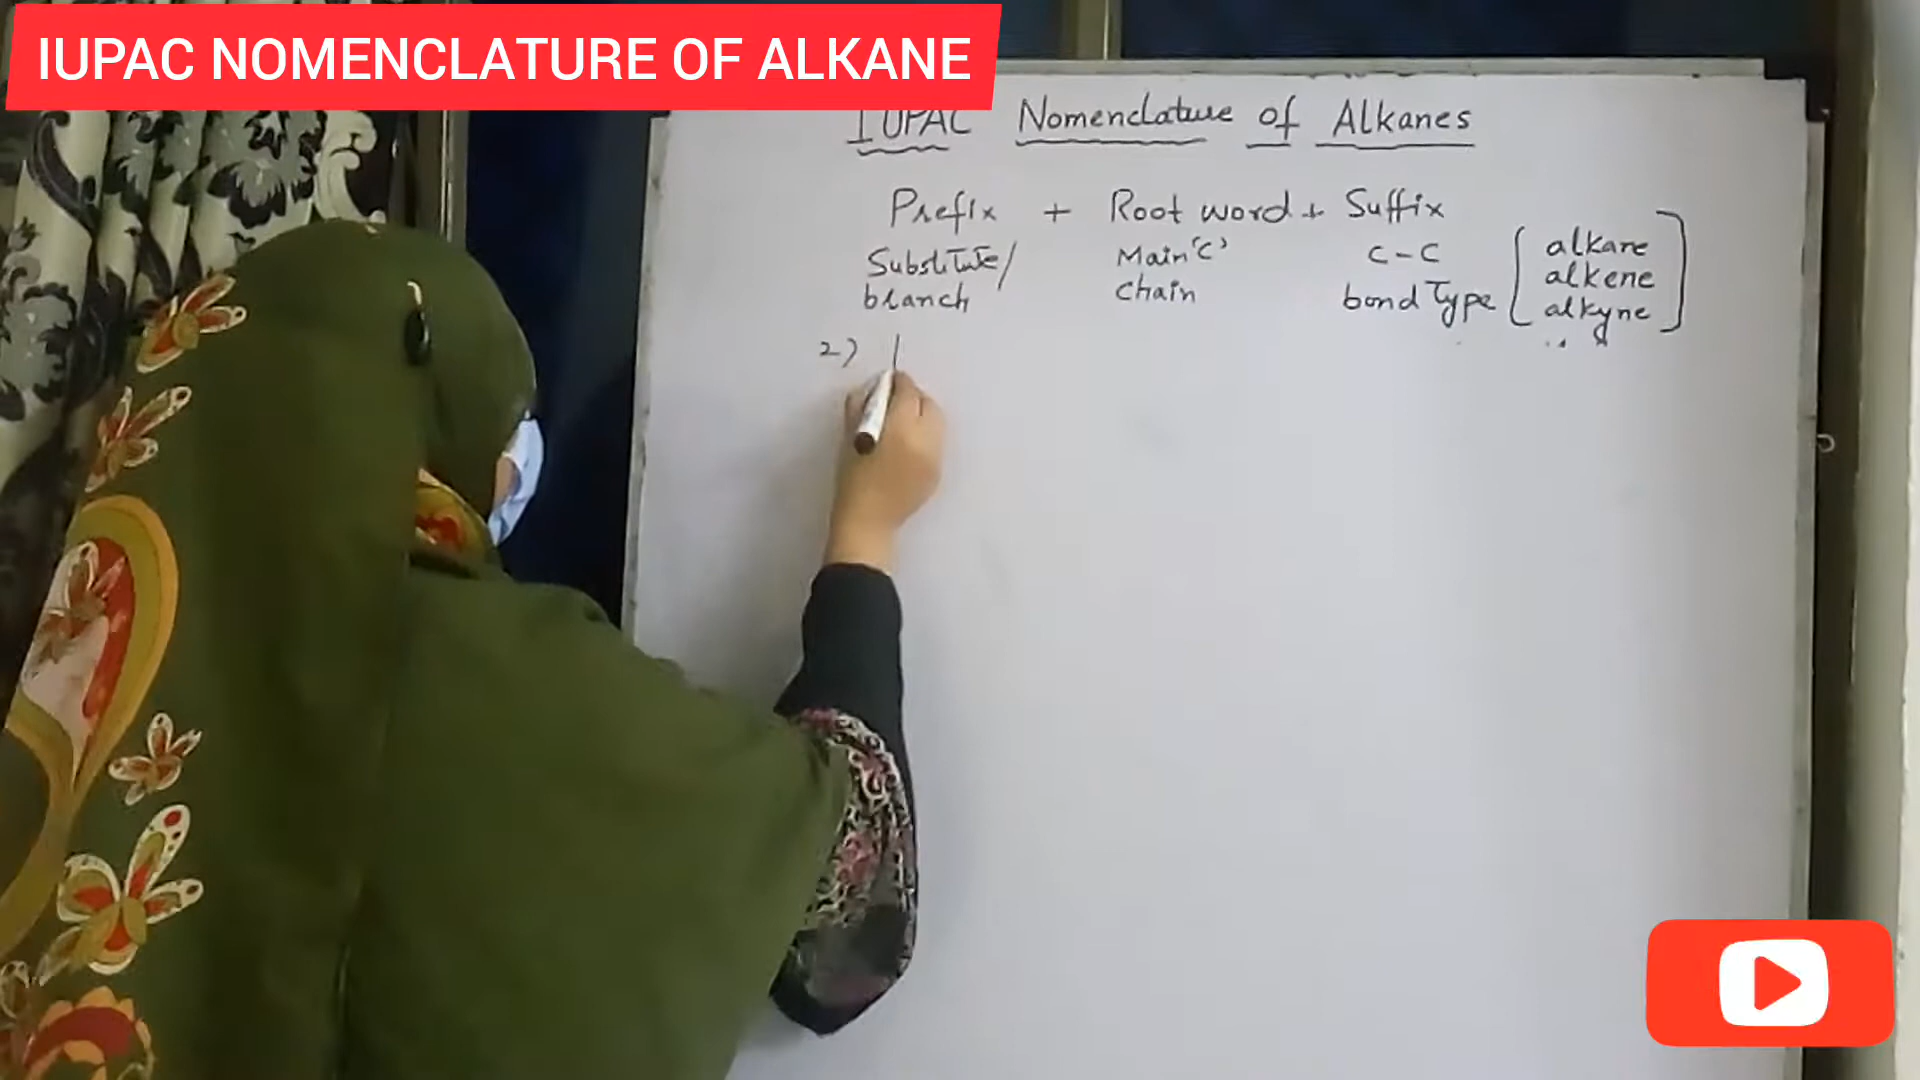 IUPAC NOMENCLATURE OF ALKANE
IUPAC Nomenclature of Alkanes
Prefix + Root word + Suffix
Substitute/ Main 'C' C-C [alkane
branch chain bond Type alkene
alkyne]
2)